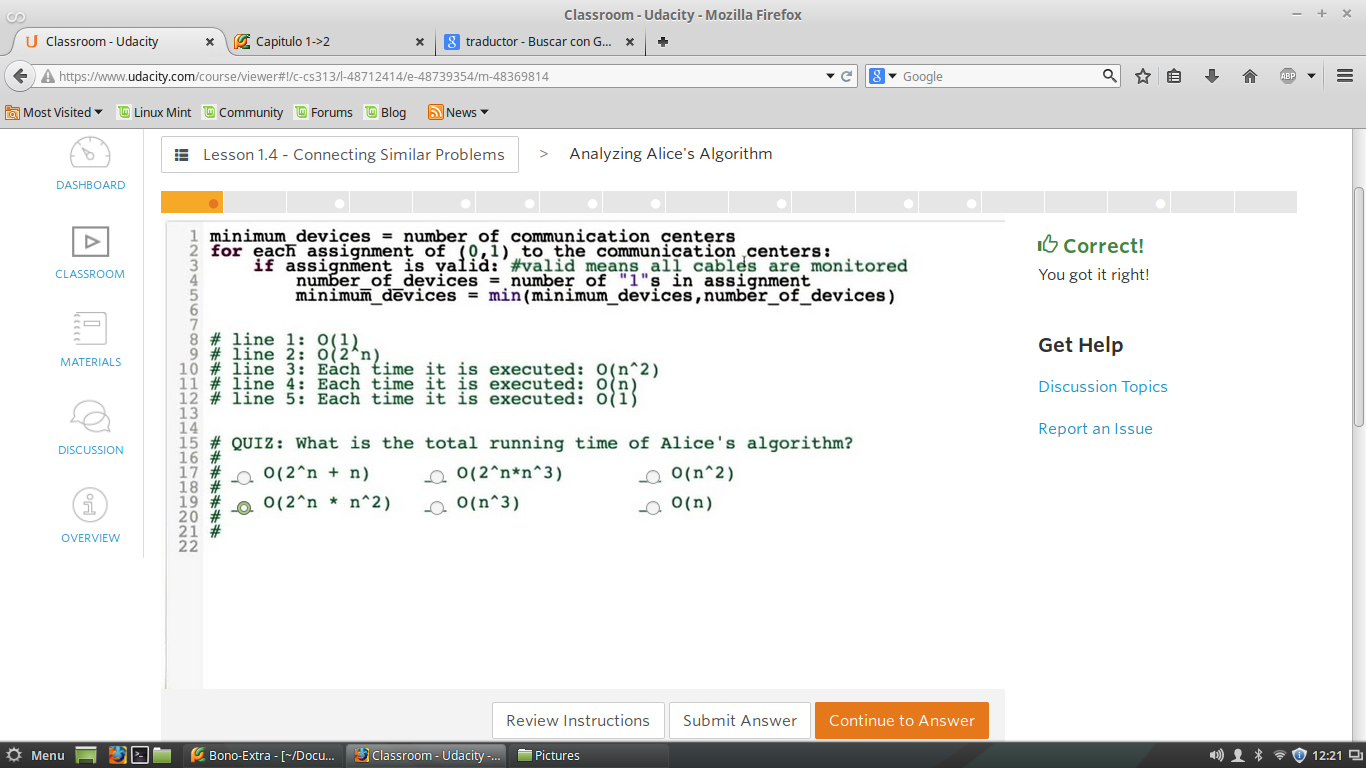 Classroom - Udacity - Mozilla Firefox
Classroom - Udacity
Capitulo 1->2
traductor - Buscar con G...
https://www.udacity.com/course/viewer#!/c-cs313/l-48712414/e-48739354/m-48369814
Google
ABP
Most Visited
Linux Mint
Community
Forums
Blog
News
DASHBOARD
CLASSROOM
MATERIALS
DISCUSSION
OVERVIEW
Lesson 1.4 - Connecting Similar Problems
>
Analyzing Alice's Algorithm
1 minimum_devices = number of communication centers
2 for each assignment of (0,1) to the communication centers:
3 if assignment is valid: #valid means all cables are monitored
4 number_of_devices = number of "1"s in assignment
5 minimum_devices = min(minimum_devices,number_of_devices)
6
7
8 # line 1: O(1)
9 # line 2: O(2^n)
10 # line 3: Each time it is executed: O(n^2)
11 # line 4: Each time it is executed: O(n)
12 # line 5: Each time it is executed: O(1)
13
14
15 # QUIZ: What is the total running time of Alice's algorithm?
16 #
17 # O(2^n + n) O(2^n*n^3) O(n^2)
18 #
19 # O(2^n * n^2) O(n^3) O(n)
20 #
21 #
22
Correct!
You got it right!
Get Help
Discussion Topics
Report an Issue
Review Instructions
Submit Answer
Continue to Answer
Menu
Bono-Extra - [~/Docu...
Classroom - Udacity -...
Pictures
12:21